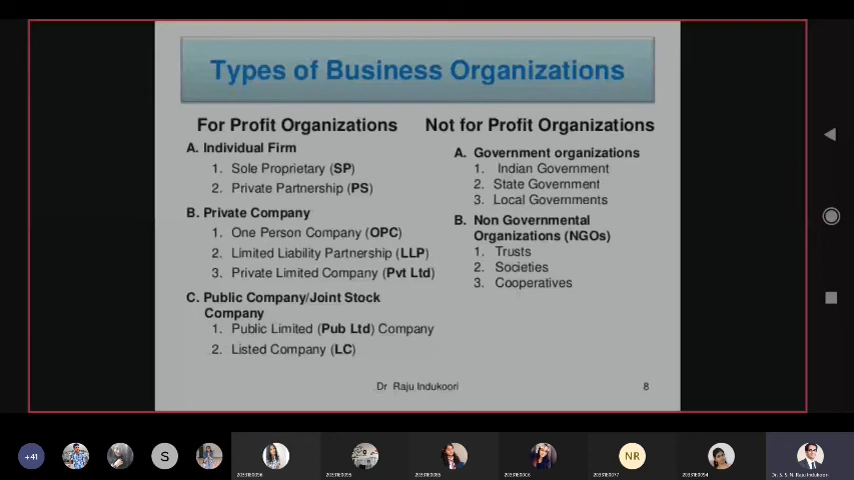 Types of Business Organizations
For Profit Organizations
A. Individual Firm
1. Sole Proprietary (SP)
2. Private Partnership (PS)
B. Private Company
1. One Person Company (OPC)
2. Limited Liability Partnership (LLP)
3. Private Limited Company (Pvt Ltd)
C. Public Company/Joint Stock
Company
1. Public Limited (Pub Ltd) Company
2. Listed Company (LC)
Not for Profit Organizations
A. Government organizations
1. Indian Government
2. State Government
3. Local Governments
B. Non Governmental
Organizations (NGOs)
1. Trusts
2. Societies
3. Cooperatives
Dr Raju Indukoori
8
+41
S
NR
Dr. S. S. N. Raju Indukoori